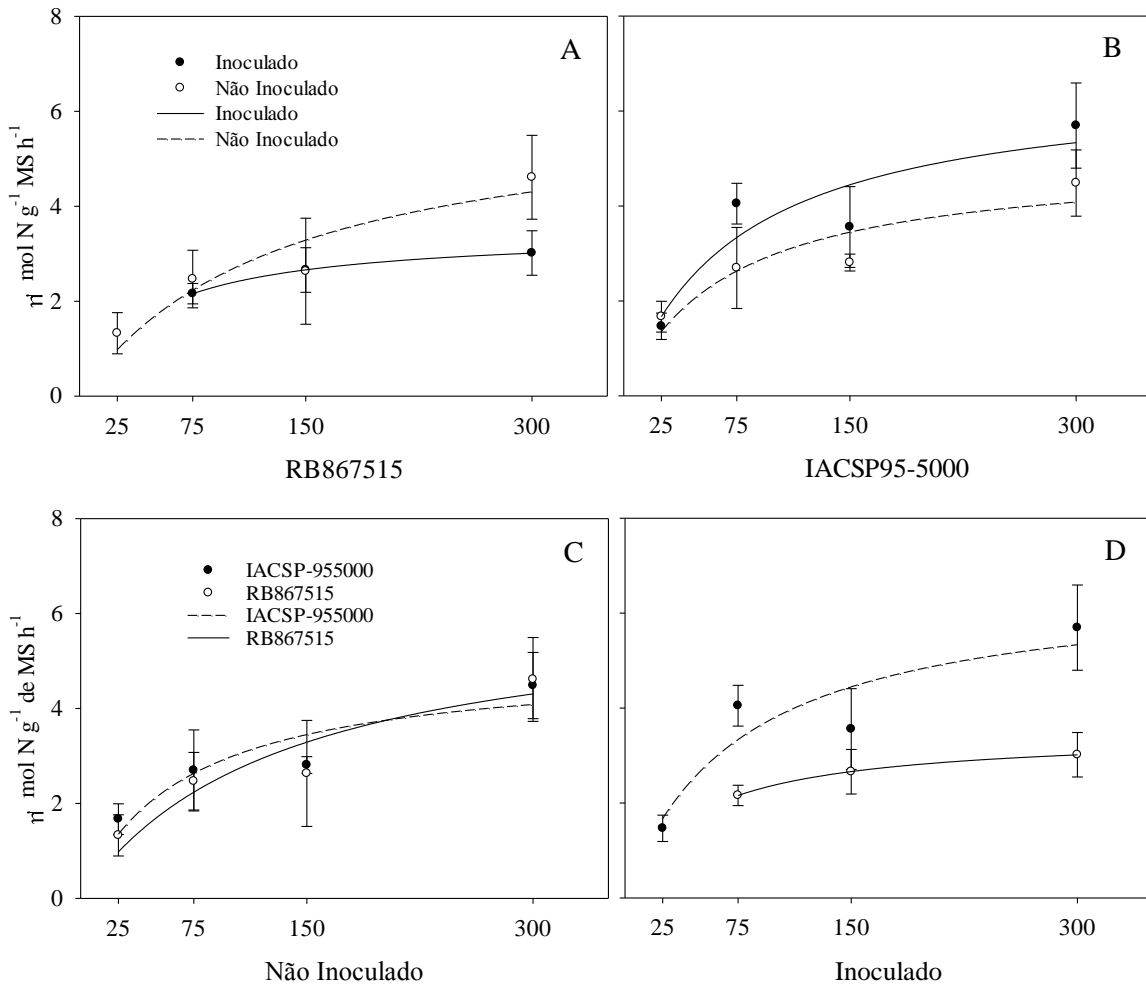 8
6
4
2
0
A
Inoculado
Não Inoculado
Inoculado
Não Inoculado
mol N g⁻¹ MS h⁻¹
25 75 150 300
RB867515
B
25 75 150 300
IACSP95-5000
8
6
4
2
0
C
IACSP-955000
RB867515
IACSP-955000
RB867515
mol N g⁻¹ de MS h⁻¹
25 75 150 300
Não Inoculado
D
25 75 150 300
Inoculado